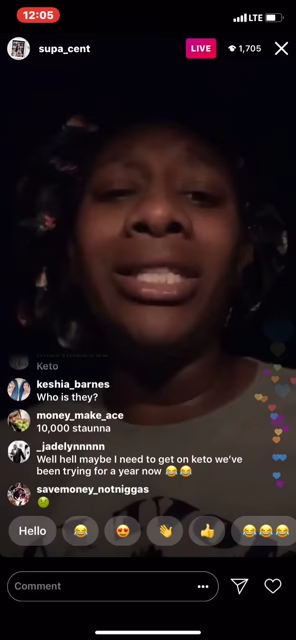 12:05
LTE
supa_cent
LIVE
1,705
Keto
keshia_barnes
Who is they?
money_make_ace
10,000 staunna
_jadelynnnnn
Well hell maybe I need to get on keto we've
been trying for a year now 😂😂
savemoney_notniggas
🤢
Hello 😂 😍 👋 👍 😂😂😂
Comment